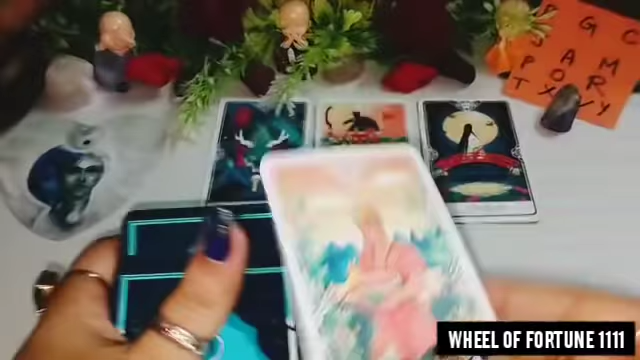 P G C
S A M
P O R
T X V Y
WHEEL OF FORTUNE 1111